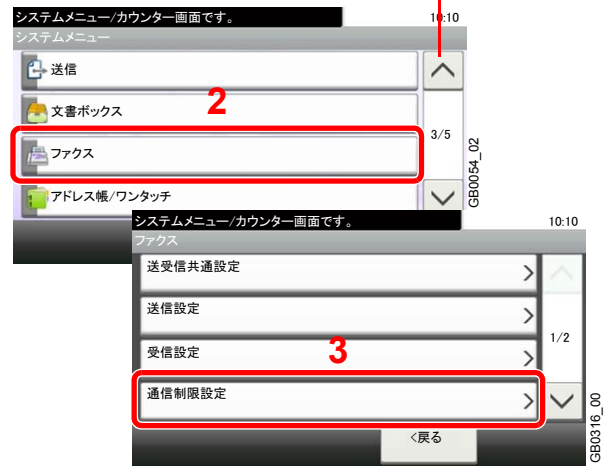 システムメニュー/カウンター画面です。
10:10
システムメニュー
送信
文書ボックス
2
ファクス
3/5
アドレス帳/ワンタッチ
GB0054_02
システムメニュー/カウンター画面です。
10:10
ファクス
送受信共通設定
送信設定
1/2
受信設定
3
通信制限設定
<戻る
GB0316_00